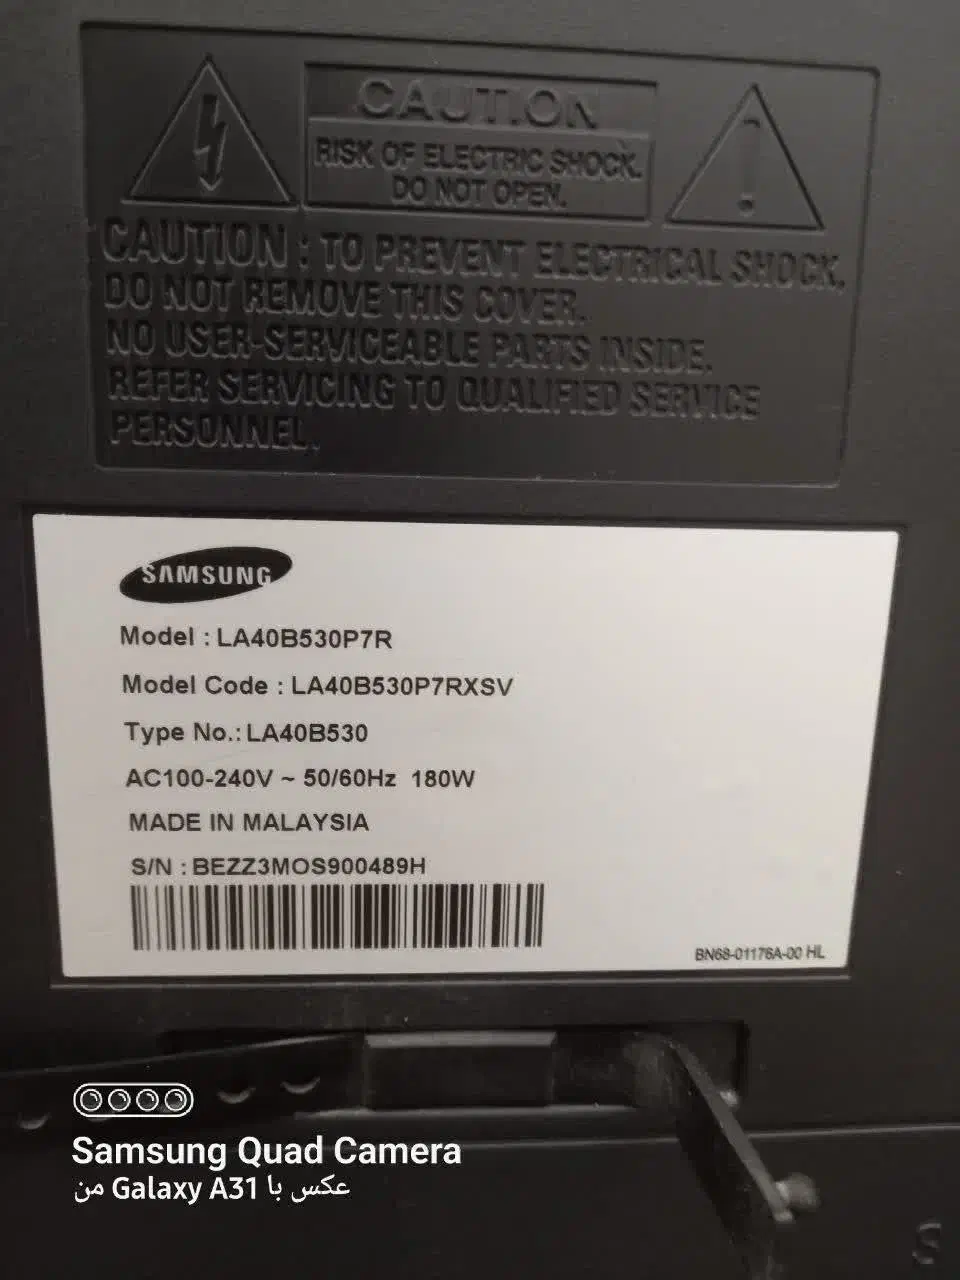 CAUTION
RISK OF ELECTRIC SHOCK.
DO NOT OPEN.
CAUTION : TO PREVENT ELECTRICAL SHOCK,
DO NOT REMOVE THIS COVER.
NO USER-SERVICEABLE PARTS INSIDE.
REFER SERVICING TO QUALIFIED SERVICE
PERSONNEL.
SAMSUNG
Model : LA40B530P7R
Model Code : LA40B530P7RXSV
Type No.: LA40B530
AC100-240V ~ 50/60Hz 180W
MADE IN MALAYSIA
S/N : BEZZ3MOS900489H
BN68-01176A-00 HL
Samsung Quad Camera
عکس با Galaxy A31 من
S